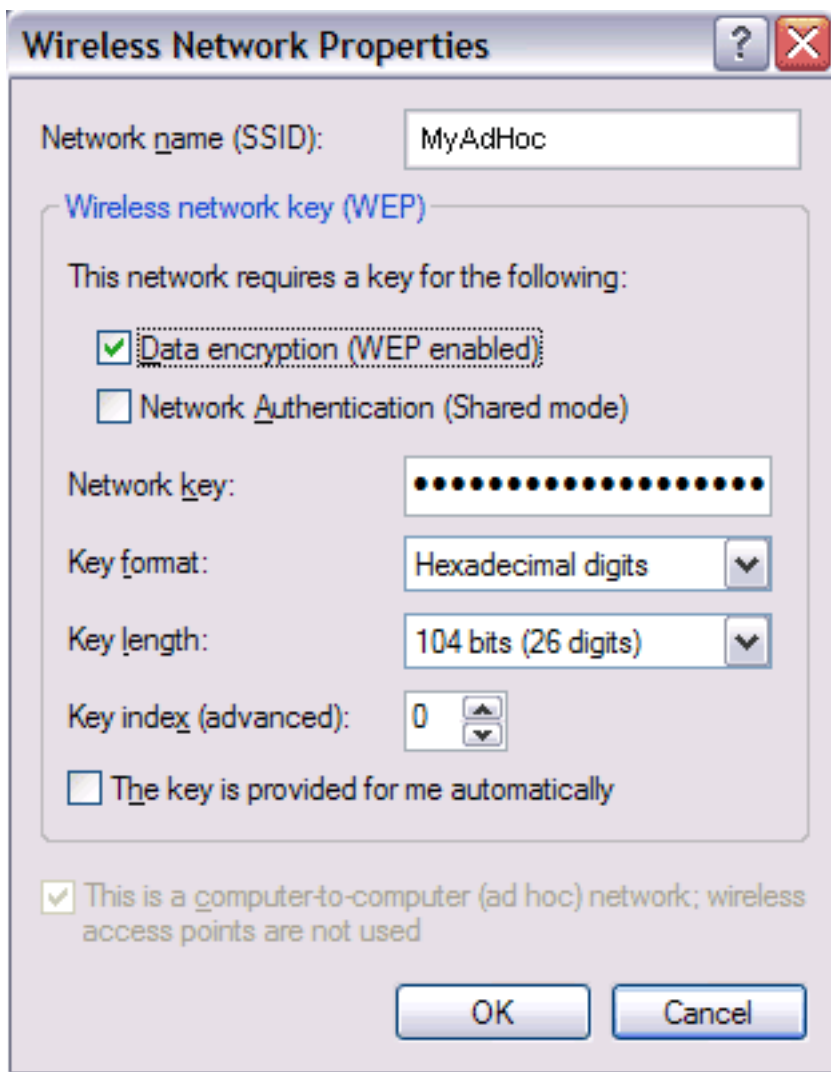 Wireless Network Properties
Network name (SSID): MyAdHoc
Wireless network key (WEP)
This network requires a key for the following:
Data encryption (WEP enabled)
Network Authentication (Shared mode)
Network key: •••••••••••••••••••
Key format: Hexadecimal digits
Key length: 104 bits (26 digits)
Key index (advanced): 0
The key is provided for me automatically
This is a computer-to-computer (ad hoc) network; wireless
access points are not used
OK Cancel